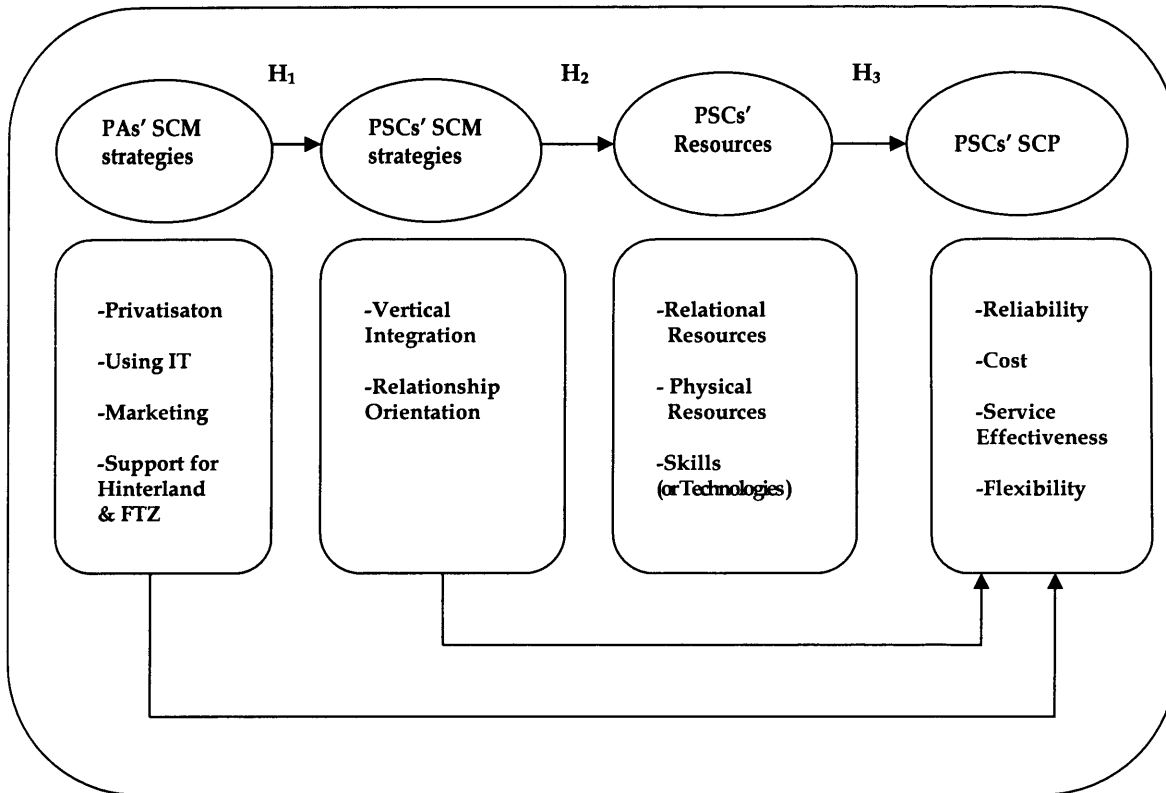 H₁
H₂
H₃
PAs' SCM
strategies
PSCs' SCM
strategies
PSCs'
Resources
PSCs' SCP
-Privatisaton
-Using IT
-Marketing
-Support for
Hinterland
& FTZ
-Vertical
Integration
-Relationship
Orientation
-Relational
Resources
- Physical
Resources
-Skills
(or Technologies)
-Reliability
-Cost
-Service
Effectiveness
-Flexibility